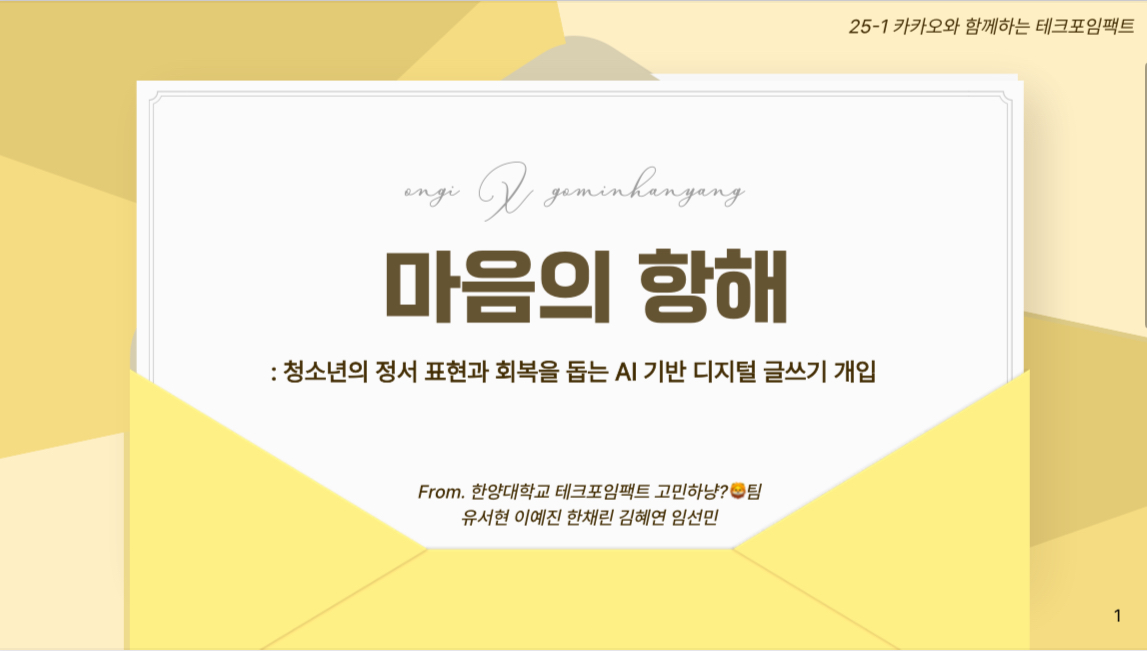 25-1 카카오와 함께하는 테크포임팩트
ongi X gominhanyang
마음의 항해
: 청소년의 정서 표현과 회복을 돕는 AI 기반 디지털 글쓰기 개입
From. 한양대학교 테크포임팩트 고민하냥?🦁팀
유서현 이예진 한채린 김혜연 임선민
1